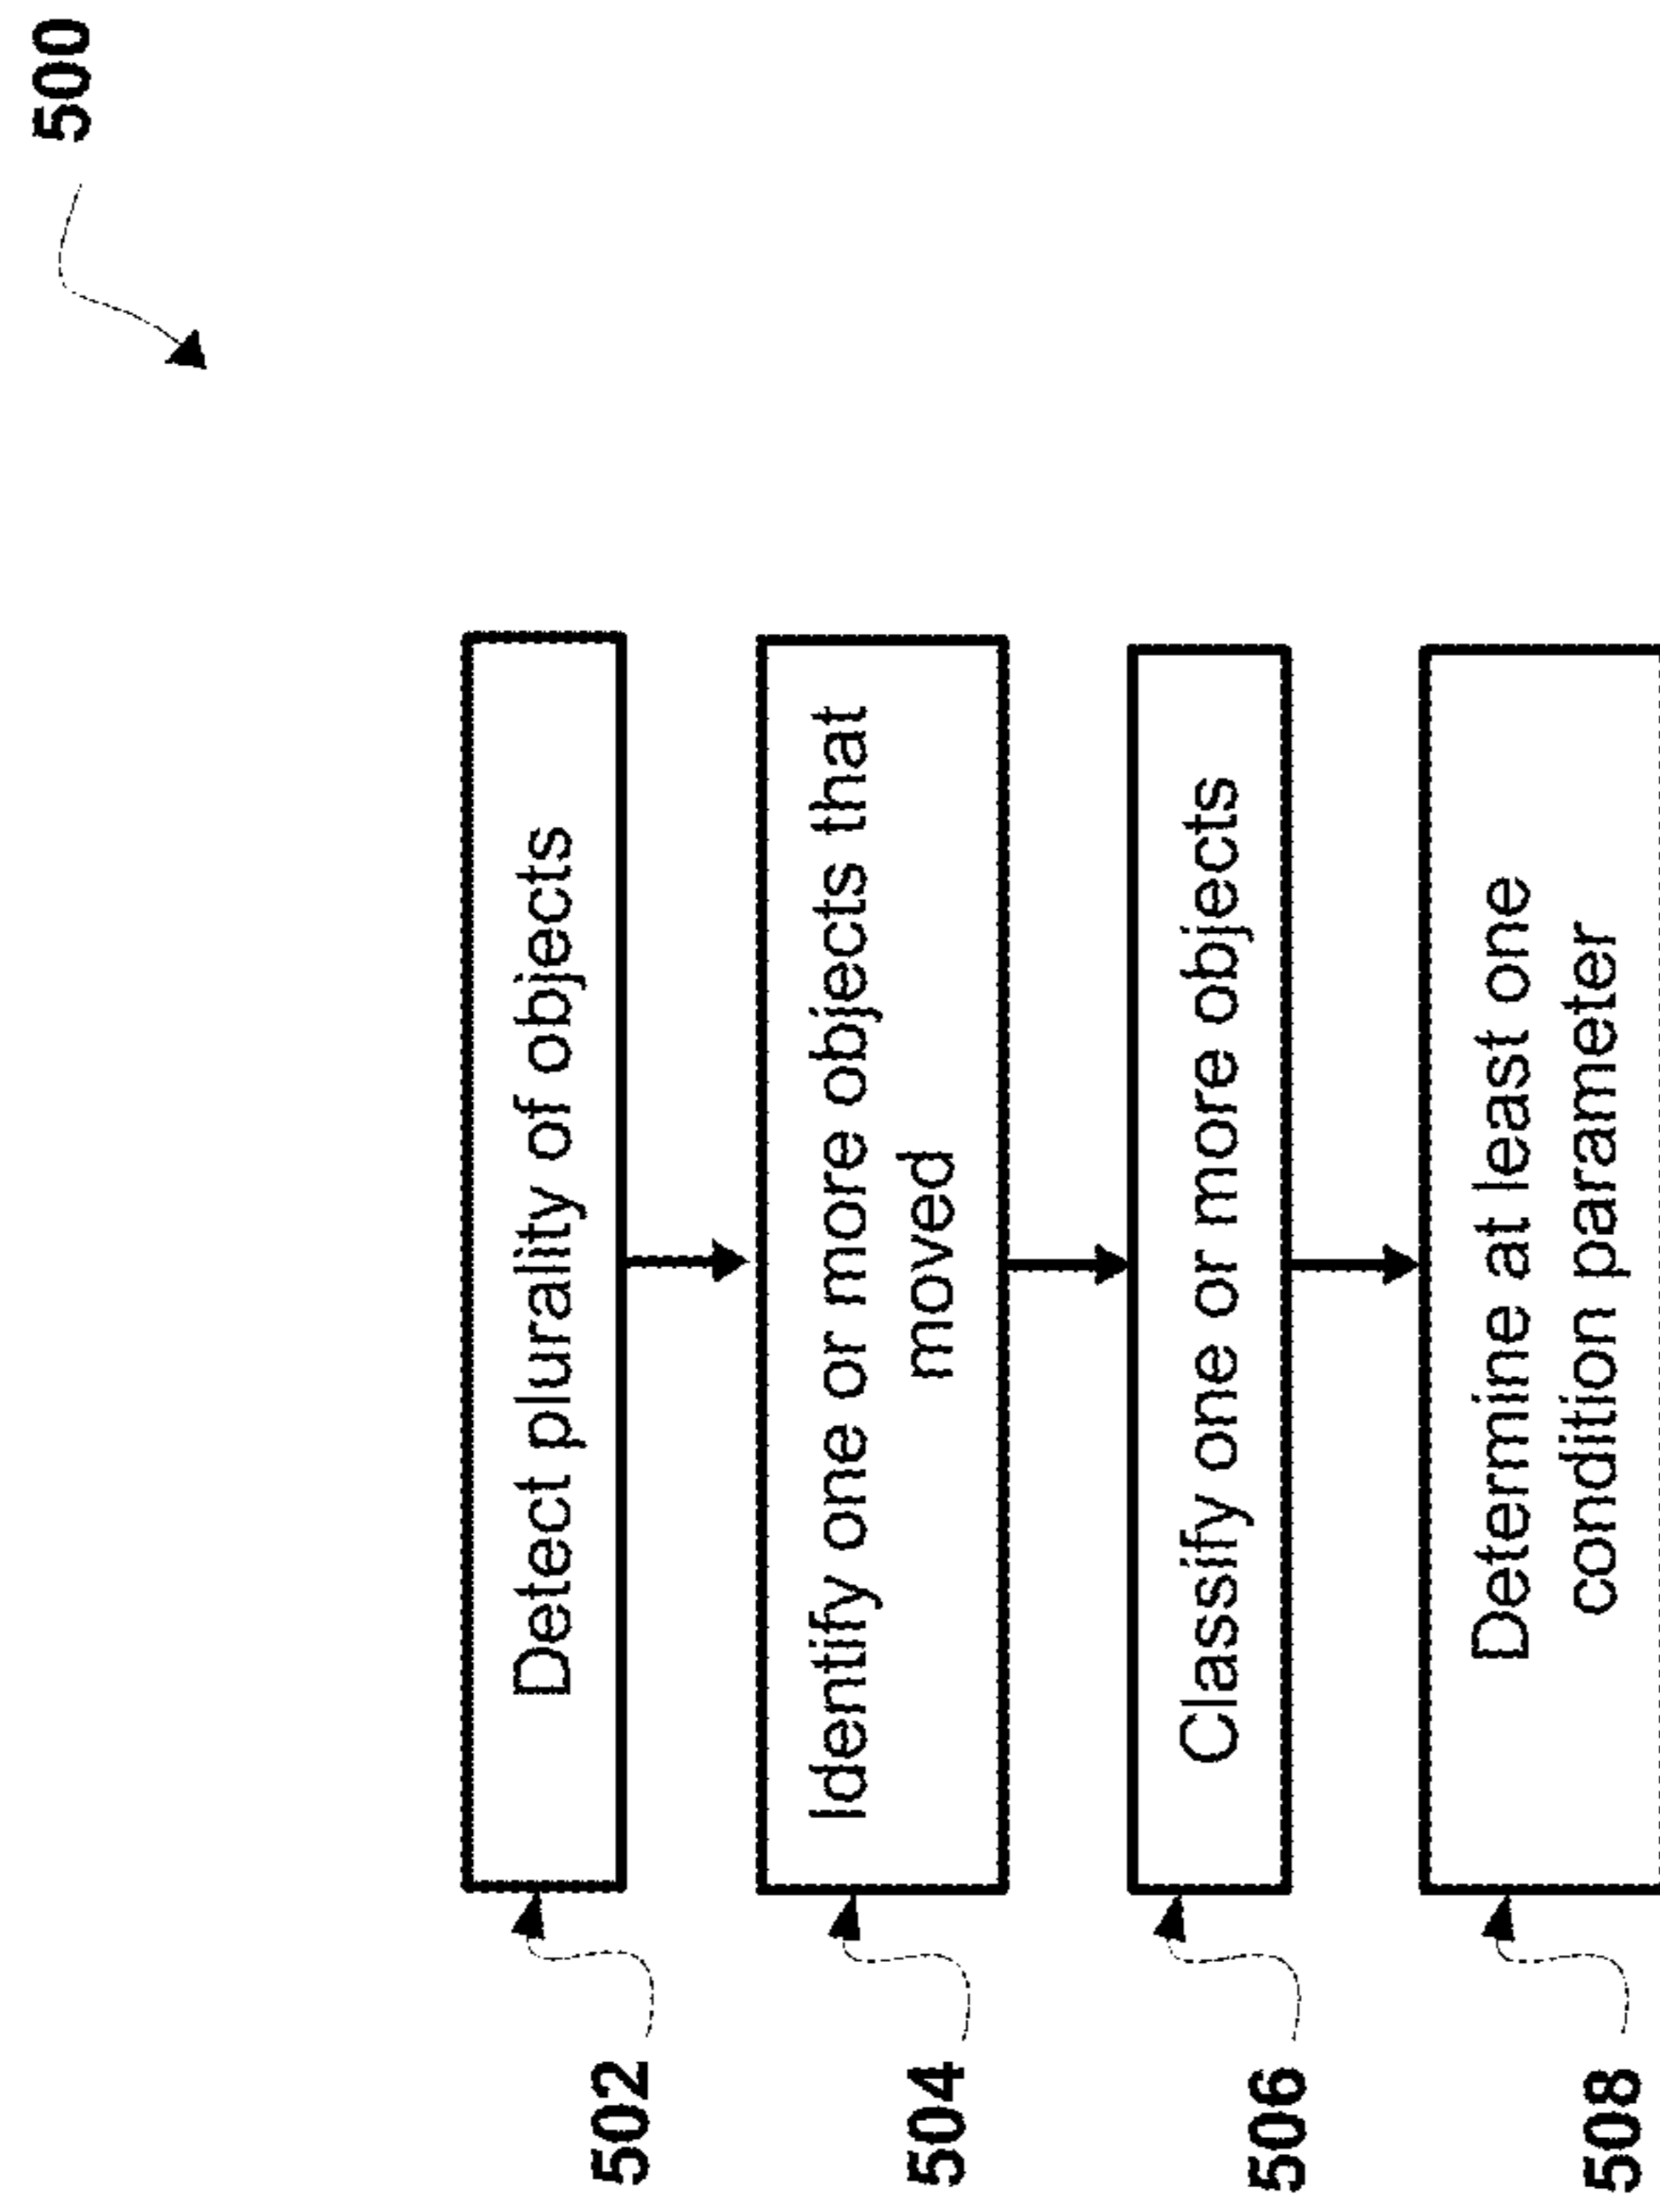 500
502
Detect plurality of objects
504
Identify one or more objects that
moved
506
Classify one or more objects
508
Determine at least one
condition parameter